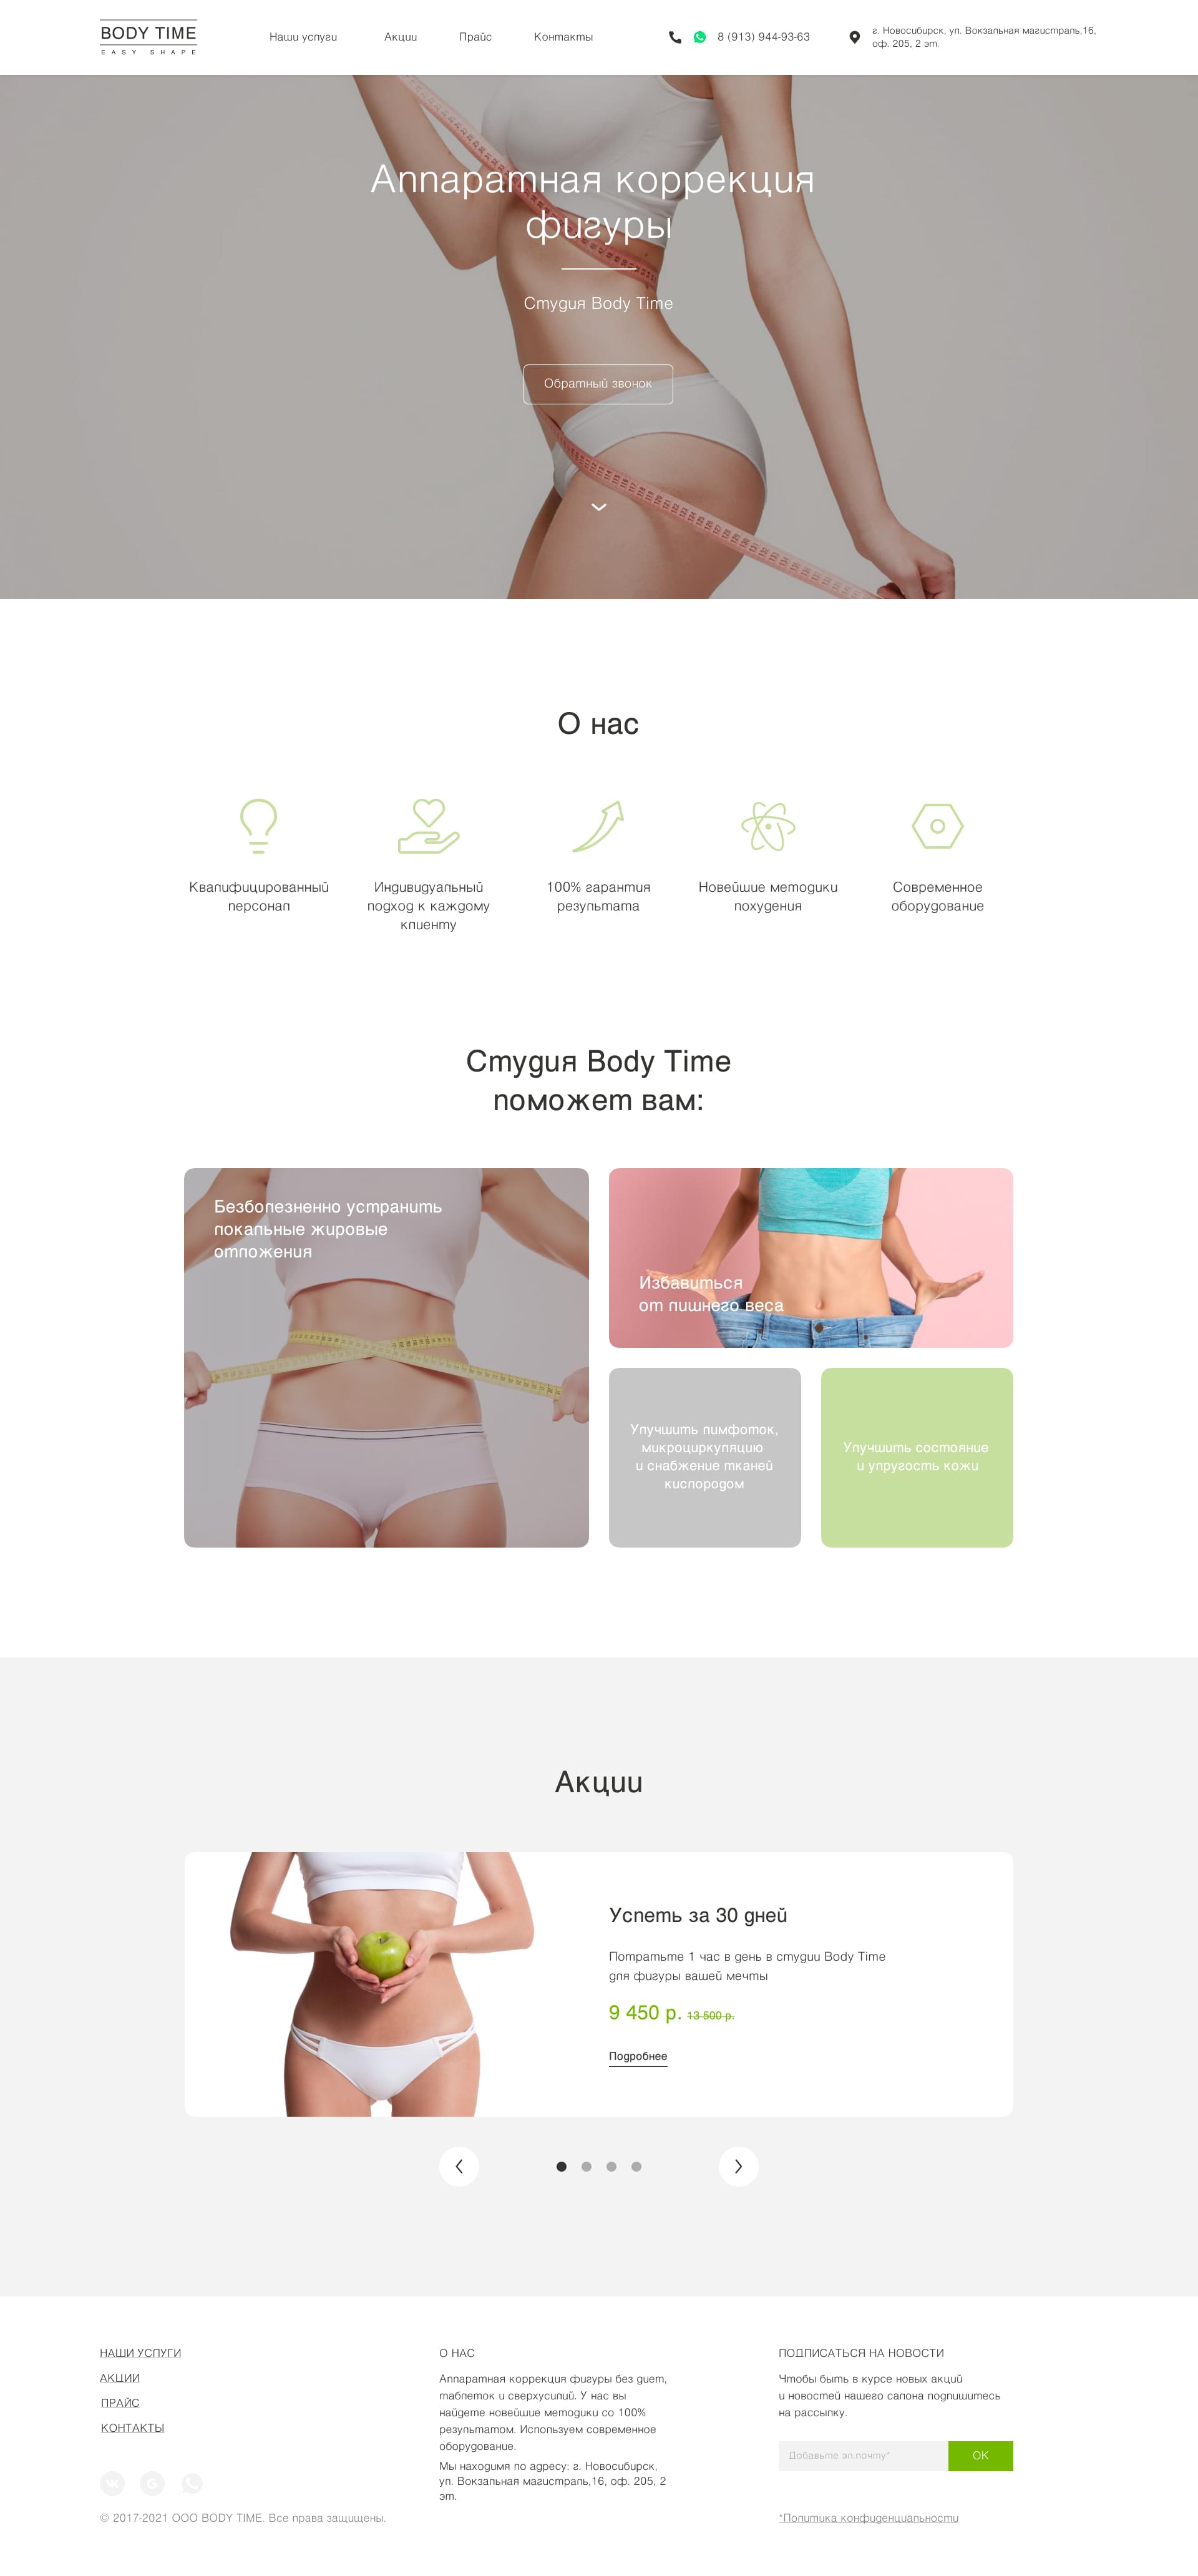 BODY TIME
EASY SHAPE
Наши услуги
Акции
Прайс
Контакты
8 (913) 944-93-63
г. Новосибирск, ул. Вокзальная магистраль,16,
оф. 205, 2 эт.
Аппаратная коррекция
фигуры
Студия Body Time
Обратный звонок
О нас
Квалифицированный
персонал
Индивидуальный
подход к каждому
клиенту
100% гарантия
результата
Новейшие методики
похудения
Современное
оборудование
Студия Body Time
поможет вам:
Безболезненно устранить
локальные жировые
отложения
Избавиться
от лишнего веса
Улучшить лимфоток,
микроциркуляцию
и снабжение тканей
кислородом
Улучшить состояние
и упругость кожи
Акции
Успеть за 30 дней
Потратьте 1 час в день в студии Body Time
для фигуры вашей мечты
9 450 р. 13 500 р.
Подробнее
НАШИ УСЛУГИ
АКЦИИ
ПРАЙС
КОНТАКТЫ
© 2017-2021 ООО BODY TIME. Все права защищены.
О НАС
Аппаратная коррекция фигуры без диет,
таблеток и сверхусилий. У нас вы
найдете новейшие методики со 100%
результатом. Используем современное
оборудование.
Мы находимя по адресу: г. Новосибирск,
ул. Вокзальная магистраль,16, оф. 205, 2
эт.
ПОДПИСАТЬСЯ НА НОВОСТИ
Чтобы быть в курсе новых акций
и новостей нашего салона подпишитесь
на рассылку.
Добавьте эл.почту*
ОК
*Политика конфиденциальности